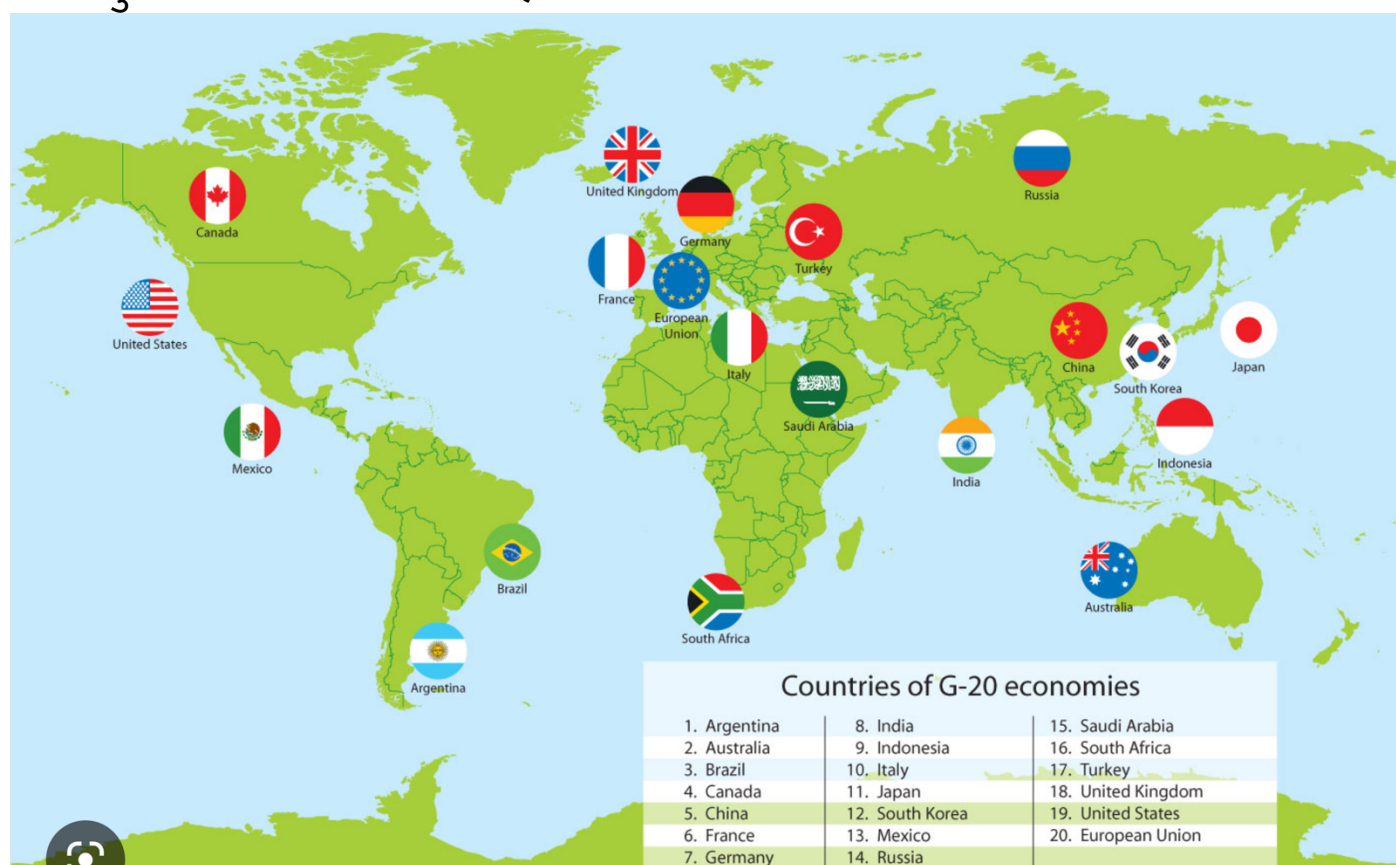 Canada
United Kingdom
Germany
Russia
Turkey
France
European
Union
United States
Italy
China
South Korea
Japan
Saudi Arabia
Mexico
India
Indonesia
Brazil
Australia
South Africa
Argentina
Countries of G-20 economies
1. Argentina
2. Australia
3. Brazil
4. Canada
5. China
6. France
7. Germany
8. India
9. Indonesia
10. Italy
11. Japan
12. South Korea
13. Mexico
14. Russia
15. Saudi Arabia
16. South Africa
17. Turkey
18. United Kingdom
19. United States
20. European Union